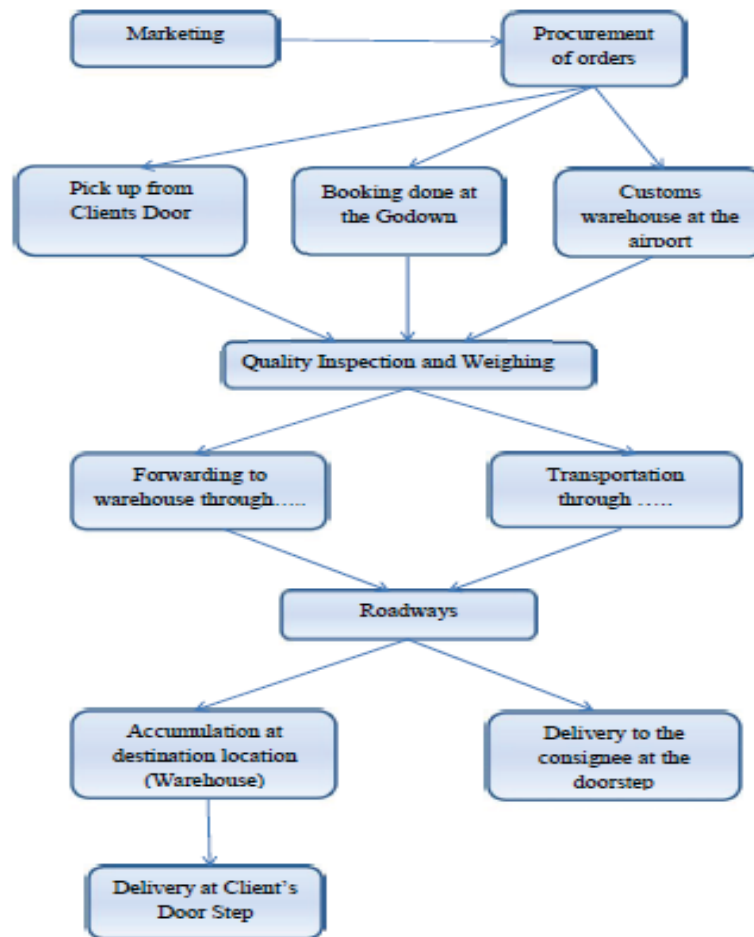 Marketing
Procurement
of orders
Pick up from
Clients Door
Booking done at
the Godown
Customs
warehouse at the
airport
Quality Inspection and Weighing
Forwarding to
warehouse through…..
Transportation
through …..
Roadways
Accumulation at
destination location
(Warehouse)
Delivery to the
consignee at the
doorstep
Delivery at Client’s
Door Step